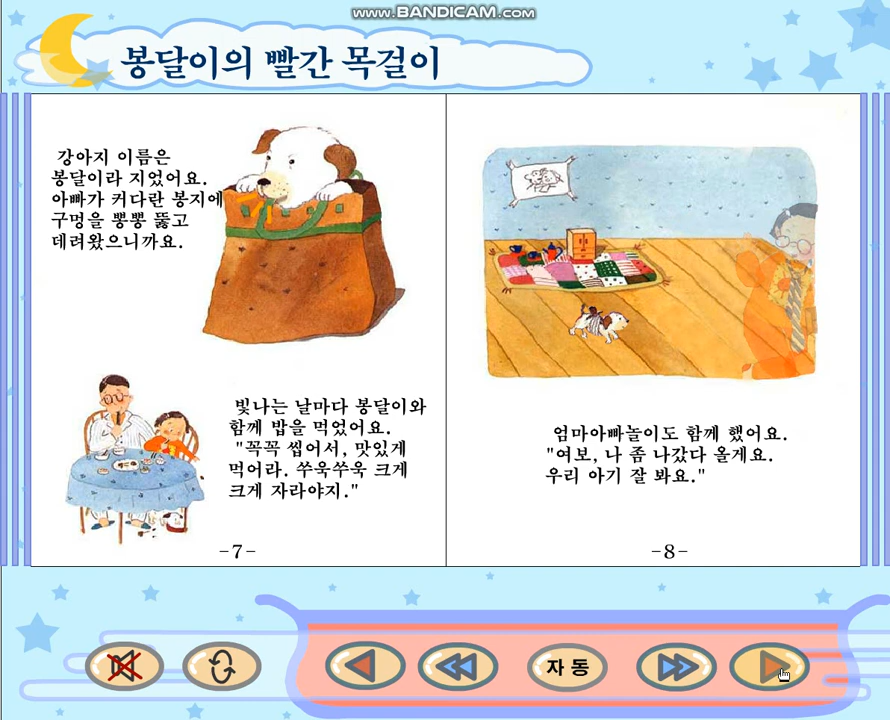 www.BANDICAM.com
봉달이의 빨간 목걸이
강아지 이름은
봉달이라 지었어요.
아빠가 커다란 봉지에
구멍을 뽕뽕 뚫고
데려왔으니까요.
빛나는 날마다 봉달이와
함께 밥을 먹었어요.
"꼭꼭 씹어서, 맛있게
먹어라. 쑤욱쑤욱 크게
크게 자라야지."
-7-
엄마아빠놀이도 함께 했어요.
"여보, 나 좀 나갔다 올게요.
우리 아기 잘 봐요."
-8-
자동